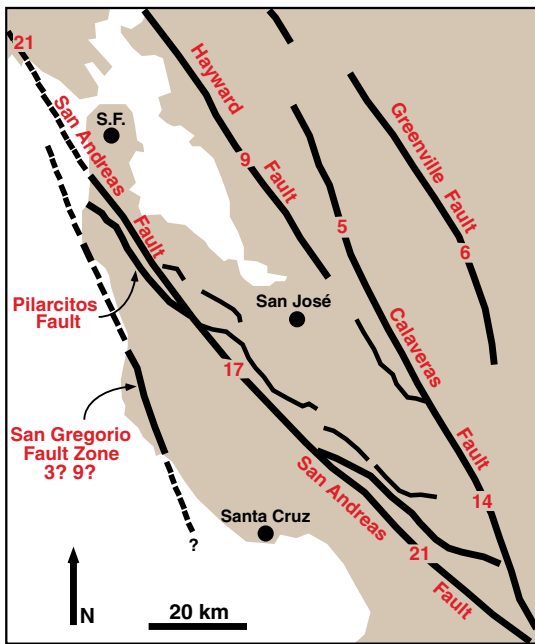 21
San Andreas
Fault
S.F.
Hayward
9
Fault
Greenville
Fault
6
5
Calaveras
Fault
14
Pilarcitos
Fault
San José
17
San Gregorio
Fault Zone
3? 9?
San Andreas
21
Fault
Santa Cruz
?
N
20 km